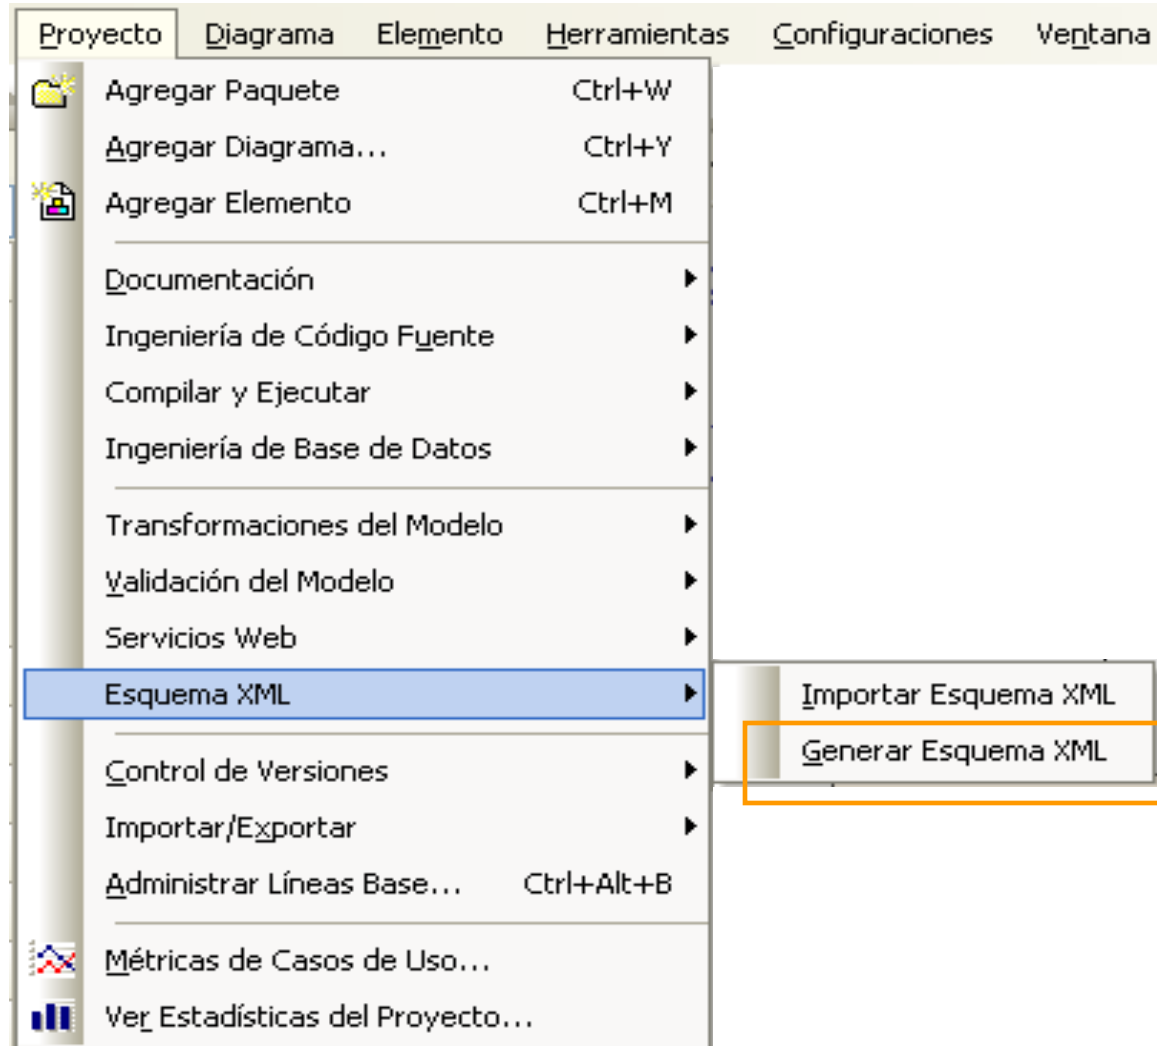 Proyecto Diagrama Elemento Herramientas Configuraciones Ventana
Agregar Paquete Ctrl+W
Agregar Diagrama... Ctrl+Y
Agregar Elemento Ctrl+M
Documentación
Ingeniería de Código Fuente
Compilar y Ejecutar
Ingeniería de Base de Datos
Transformaciones del Modelo
Validación del Modelo
Servicios Web
Esquema XML
Importar Esquema XML
Generar Esquema XML
Control de Versiones
Importar/Exportar
Administrar Líneas Base... Ctrl+Alt+B
Métricas de Casos de Uso...
Ver Estadísticas del Proyecto...